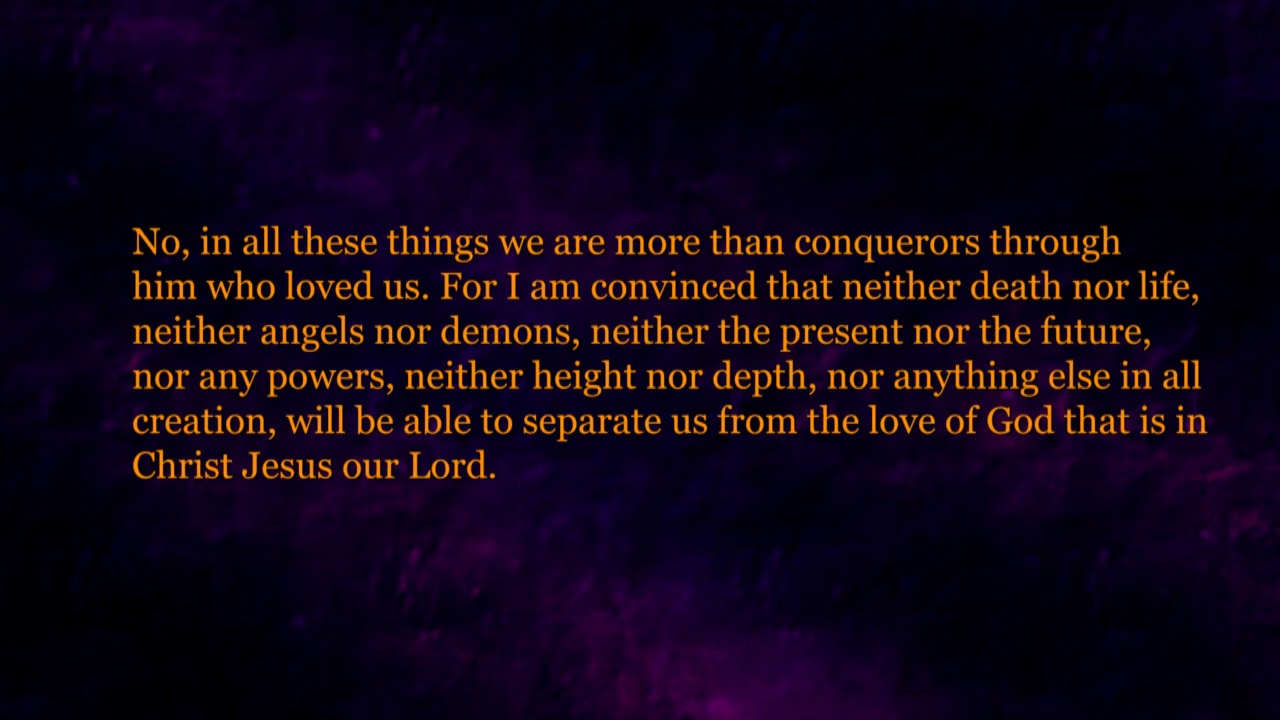 No, in all these things we are more than conquerors through
him who loved us. For I am convinced that neither death nor life,
neither angels nor demons, neither the present nor the future,
nor any powers, neither height nor depth, nor anything else in all
creation, will be able to separate us from the love of God that is in
Christ Jesus our Lord.